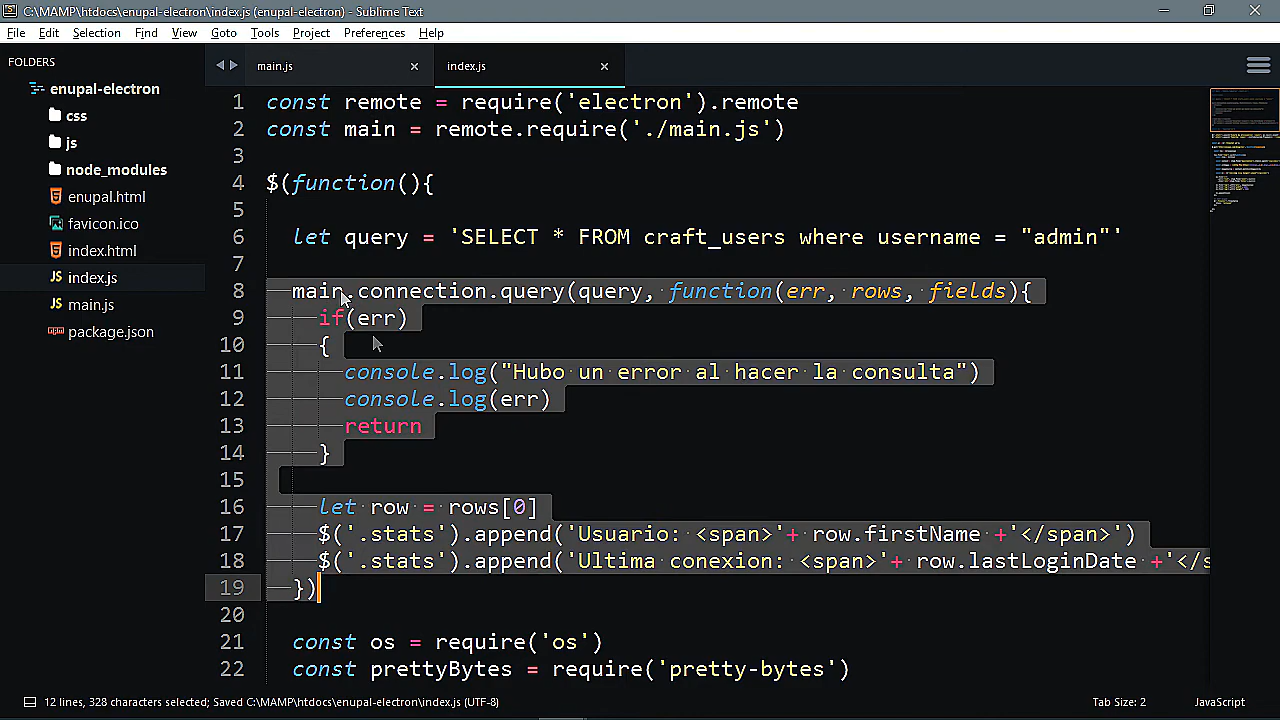 C:\MAMP\htdocs\enupal-electron\index.js (enupal-electron) - Sublime Text
File Edit Selection Find View Goto Tools Project Preferences Help
FOLDERS
enupal-electron
css
js
node_modules
enupal.html
favicon.ico
index.html
JS index.js
JS main.js
package.json
main.js × index.js ×
1 const remote = require('electron').remote
2 const main = remote.require('./main.js')
3
4 $(function(){
5
6 let query = 'SELECT * FROM craft_users where username = "admin"'
7
8 main.connection.query(query, function(err, rows, fields){
9 if(err)
10 {
11 console.log("Hubo un error al hacer la consulta")
12 console.log(err)
13 return
14 }
15
16 let row = rows[0]
17 $('.stats').append('Usuario: <span>'+ row.firstName +'</span>')
18 $('.stats').append('Ultima conexion: <span>'+ row.lastLoginDate +'</s
19 })
20
21 const os = require('os')
22 const prettyBytes = require('pretty-bytes')
12 lines, 328 characters selected; Saved C:\MAMP\htdocs\enupal-electron\index.js (UTF-8) Tab Size: 2 JavaScript